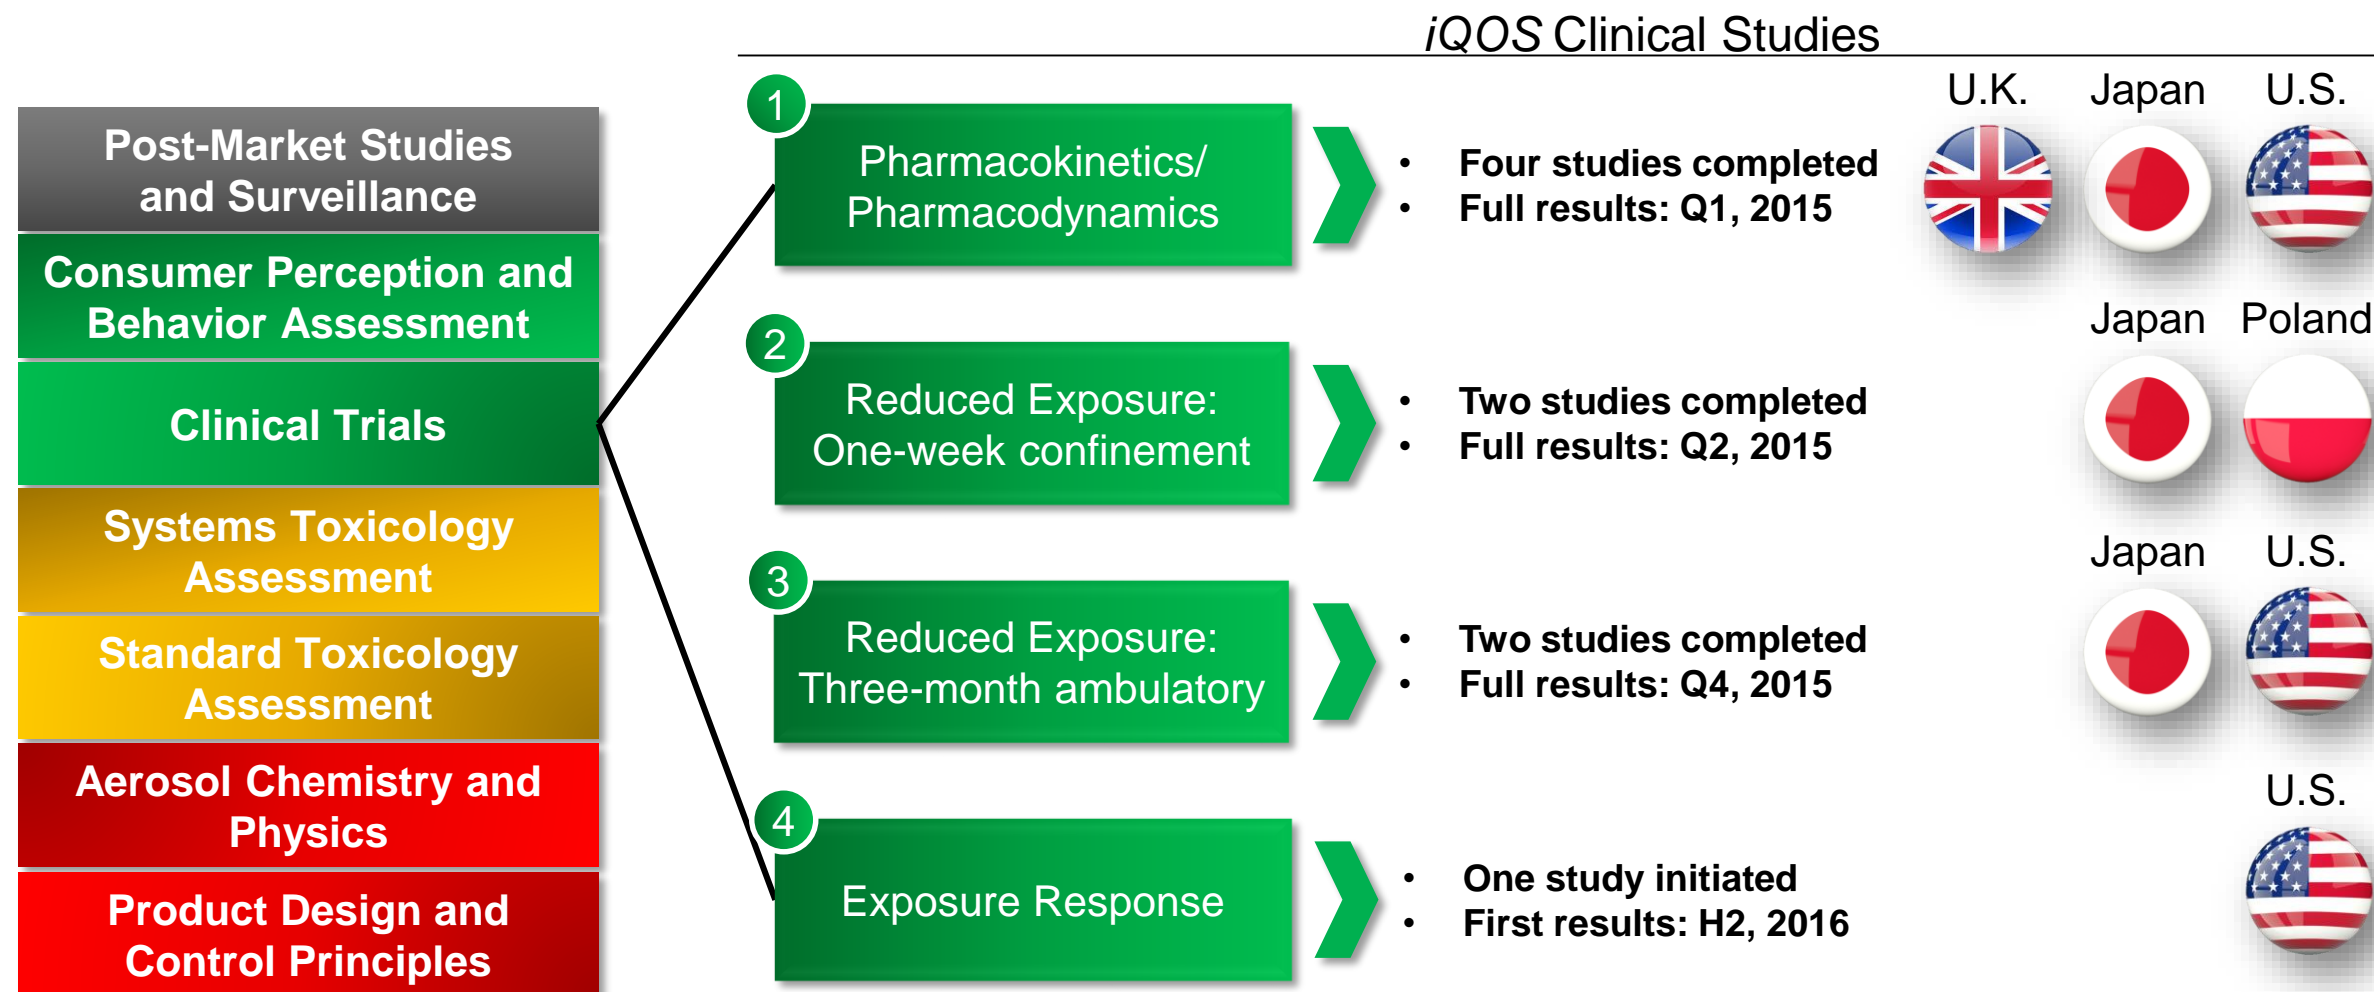 iQOS Clinical Studies
Post-Market Studies
and Surveillance
Consumer Perception and
Behavior Assessment
Clinical Trials
Systems Toxicology
Assessment
Standard Toxicology
Assessment
Aerosol Chemistry and
Physics
Product Design and
Control Principles
1
Pharmacokinetics/
Pharmacodynamics
• Four studies completed
• Full results: Q1, 2015
U.K. Japan U.S.
2
Reduced Exposure:
One-week confinement
• Two studies completed
• Full results: Q2, 2015
Japan Poland
3
Reduced Exposure:
Three-month ambulatory
• Two studies completed
• Full results: Q4, 2015
Japan U.S.
4
Exposure Response
• One study initiated
• First results: H2, 2016
U.S.